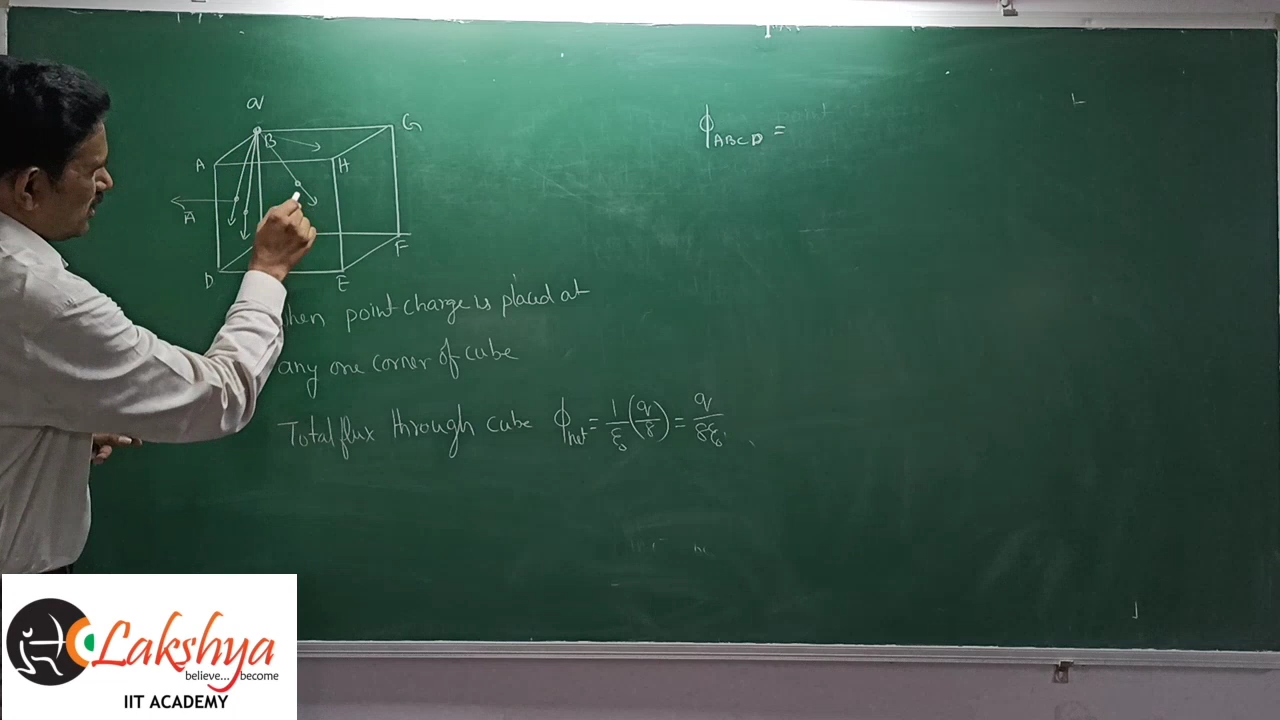 q
B
G
A
H
A
F
D
E
ϕABCD =
when point charge is placed at
any one corner of cube
Total flux through cube ϕnet = 1/ε₀ (q/8) = q/8ε₀
Lakshya
believe... become
IIT ACADEMY